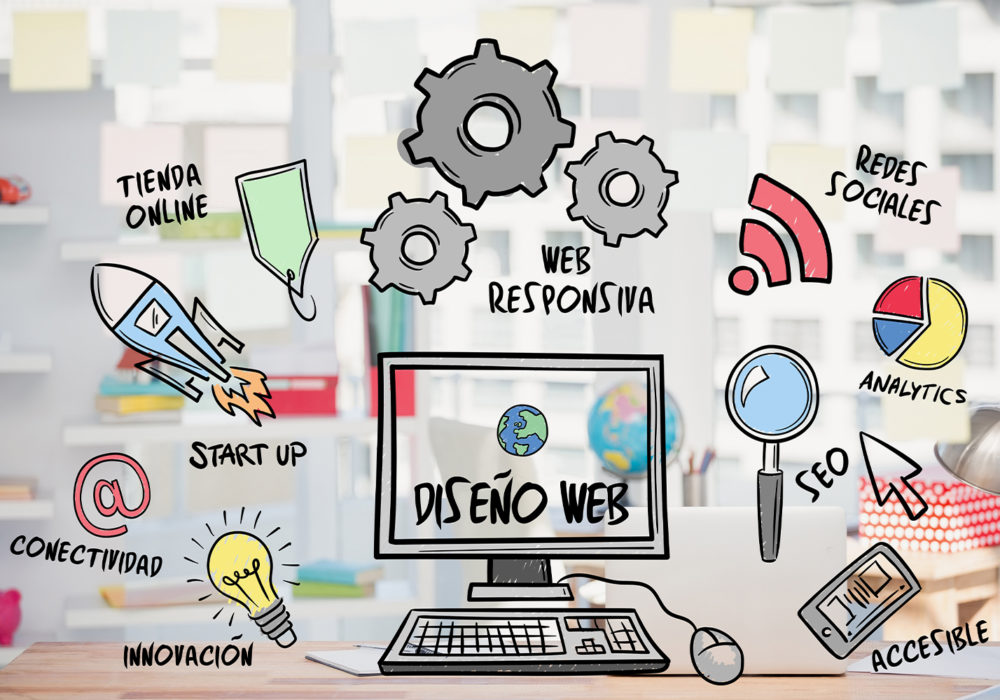 TIENDA
ONLINE
WEB
RESPONSIVA
REDES
SOCIALES
ANALYTICS
START UP
DISEÑO WEB
SEO
CONECTIVIDAD
INNOVACIÓN
ACCESIBLE